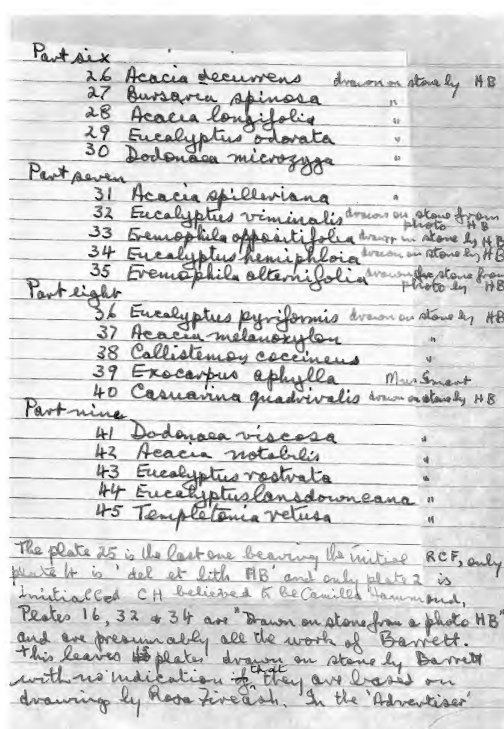 Part six
26 Acacia decurrens drawn on stone by HB
27 Bursaria spinosa "
28 Acacia longifolia "
29 Eucalyptus odorata "
30 Dodonaea microzyga "
Part seven
31 Acacia spilleriana "
32 Eucalyptus viminalis drawn on stone from photo HB
33 Eremophila oppositifolia drawn on stone by HB
34 Eucalyptus hemiphloia drawn on stone by HB
35 Eremophila alternifolia drawn on stone from photo by HB
Part eight
36 Eucalyptus pyriformis drawn on stone by HB
37 Acacia melanoxylon "
38 Callistemon coccineus "
39 Exocarpus aphylla Mrs Smart
40 Casuarina quadrivalis drawn on stone by HB
Part nine
41 Dodonaea viscosa "
42 Acacia notabilis "
43 Eucalyptus rostrata "
44 Eucalyptus lansdowneana "
45 Templetonia retusa "
The plate 25 is the last one bearing the initial RCF, only
plate 4 is 'del et lith HB' and only plate 2 is
initialled CH believed to be Camilla Hammond,
Plates 16, 32 & 34 are "Drawn on stone from a photo HB"
and are presumably all the work of Barrett.
This leaves plates drawn on stone by Barrett
with no indication that they are based on
drawing by Rosa Fiveash. In the 'Advertiser'